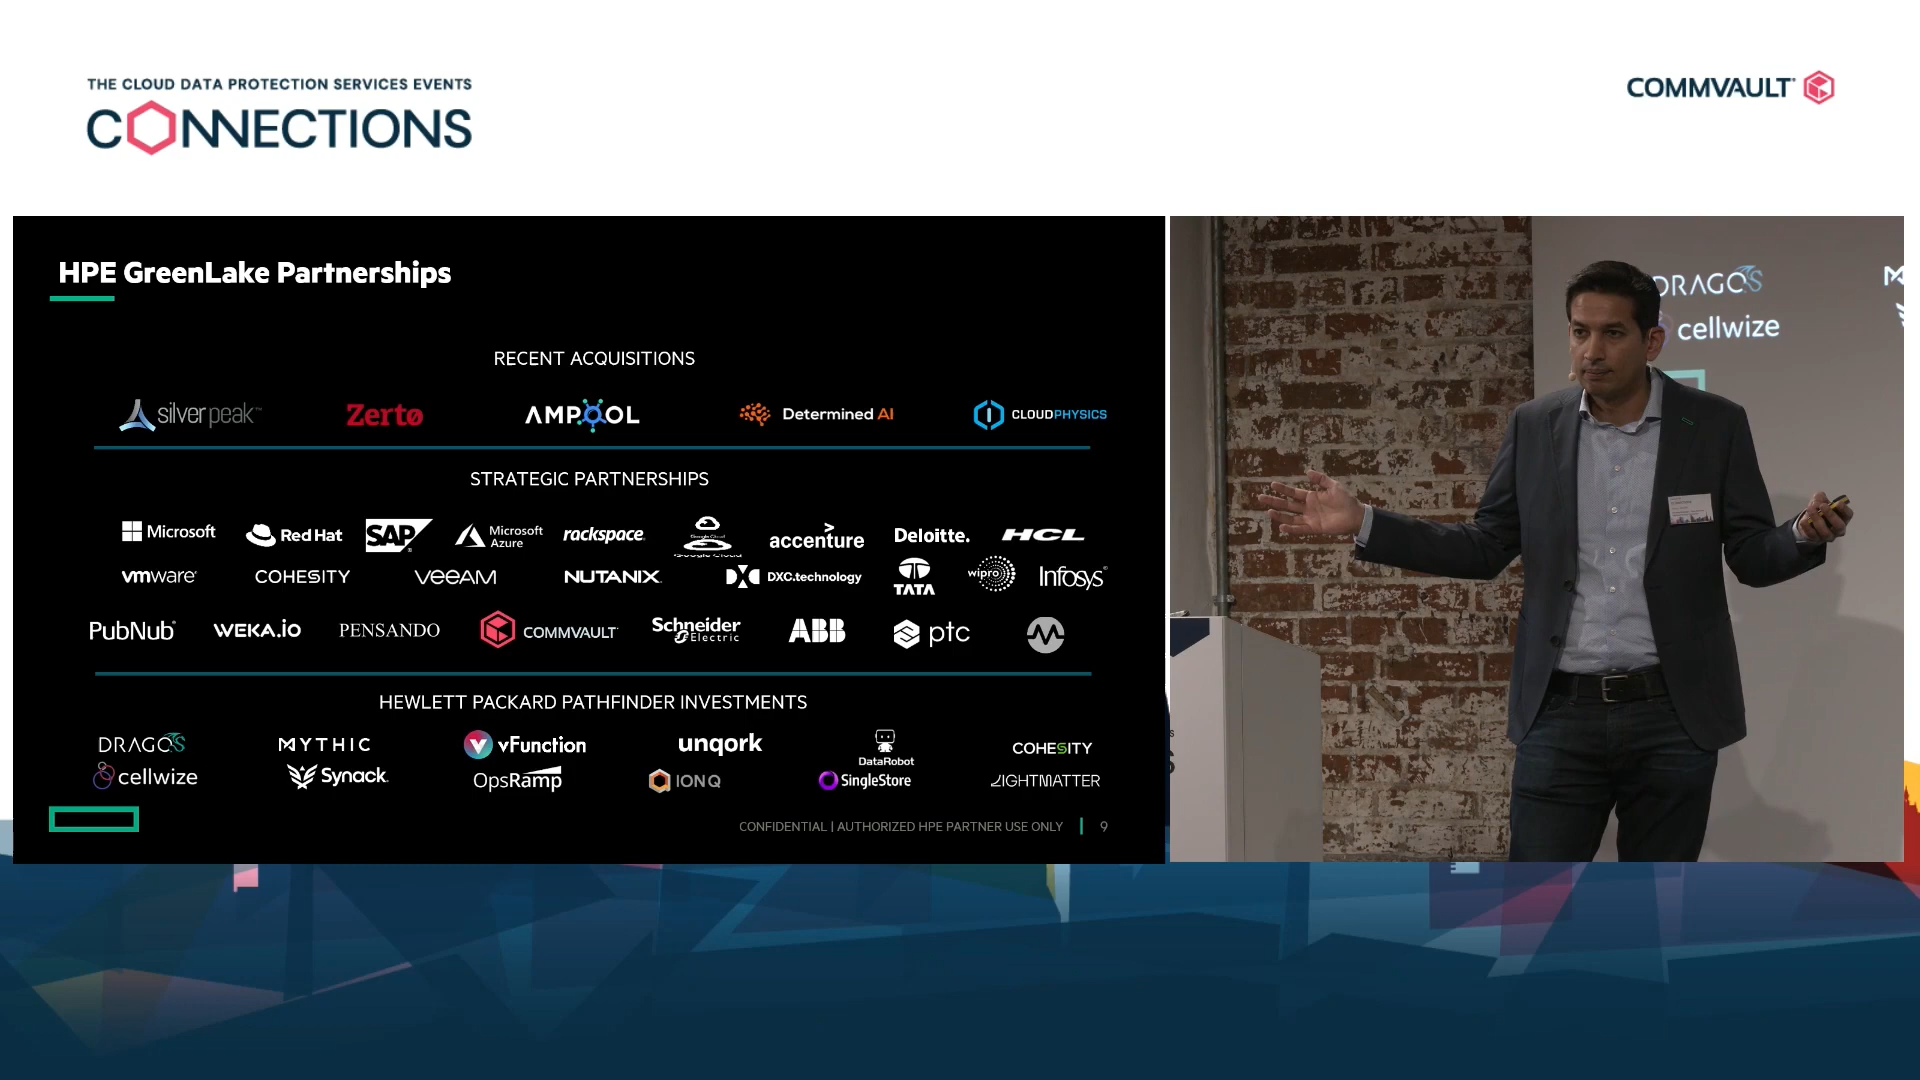 THE CLOUD DATA PROTECTION SERVICES EVENTS
CONNECTIONS
COMMVAULT
HPE GreenLake Partnerships
RECENT ACQUISITIONS
silver peak™ Zerto AMPOOL Determined AI CLOUDPHYSICS
STRATEGIC PARTNERSHIPS
Microsoft Red Hat SAP Microsoft Azure rackspace Google Cloud accenture Deloitte. HCL
vmware COHESITY VEEAM NUTANIX DXC.technology TATA wipro Infosys
PubNub WEKA.iO PENSANDO COMMVAULT Schneider Electric ABB ptc
HEWLETT PACKARD PATHFINDER INVESTMENTS
DRAGOS MYTHIC vFunction unqork DataRobot COHESITY
cellwize Synack OpsRamp IONQ SingleStore LIGHTMATTER
CONFIDENTIAL | AUTHORIZED HPE PARTNER USE ONLY | 9
DRAGOS
cellwize